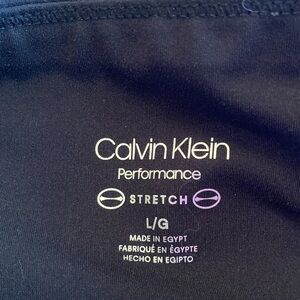 Calvin Klein
Performance
STRETCH
L/G
MADE IN EGYPT
FABRIQUÉ EN ÉGYPTE
HECHO EN EGIPTO